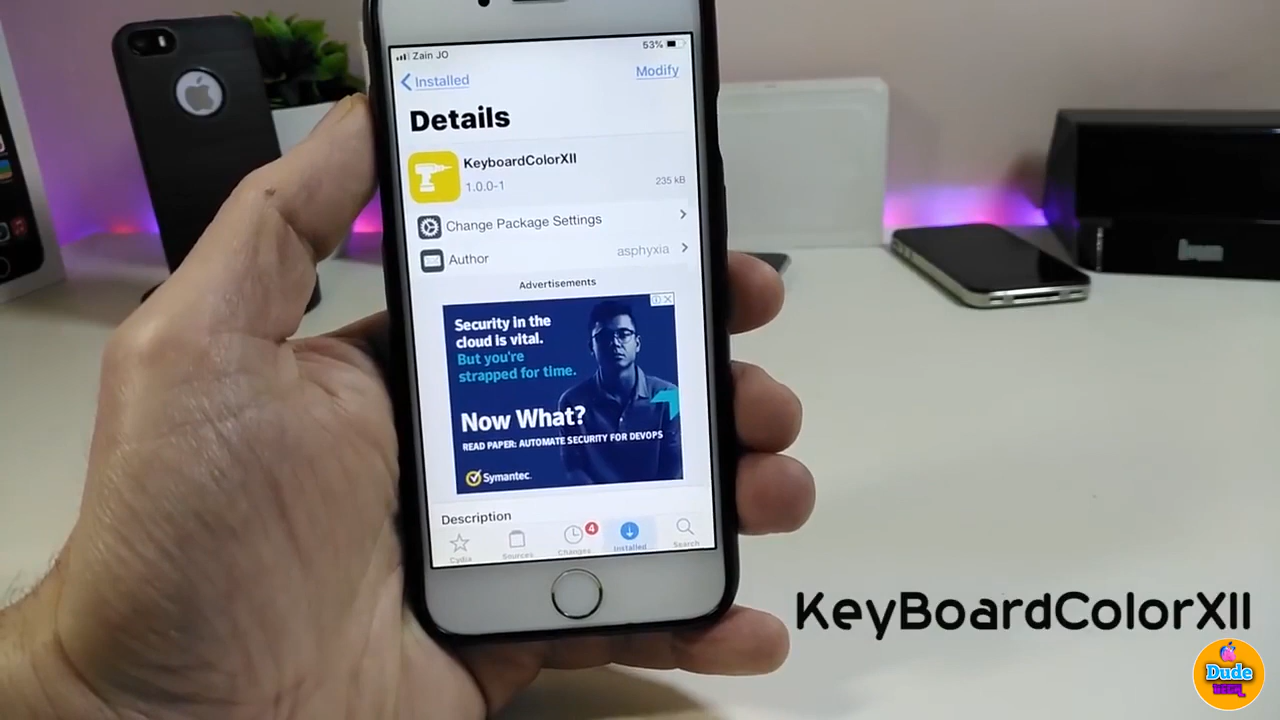 Zain JO
53%
Installed
Modify
Details
KeyboardColorXII
1.0.0-1
235 kB
Change Package Settings
Author
asphyxia
Advertisements
Security in the
cloud is vital.
But you're
strapped for time.
Now What?
READ PAPER: AUTOMATE SECURITY FOR DEVOPS
Symantec.
Description
4
Cydia
Sources
Changes
Installed
Search
KeyBoardColorXII
Dude